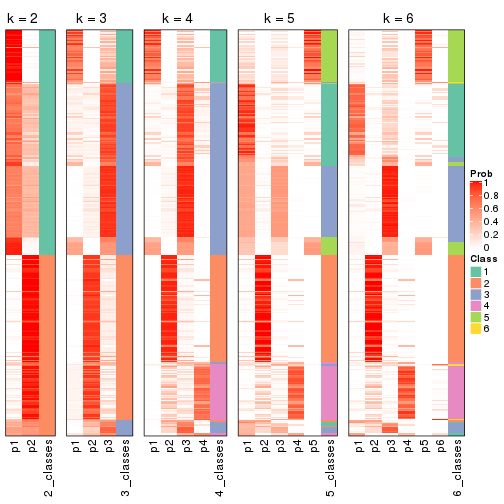 k = 2
k = 3
k = 4
k = 5
k = 6
Prob
1
0.8
0.6
0.4
0.2
0
Class
1
2
3
4
5
6
p1
p2
2_classes
p1
p2
p3
3_classes
p1
p2
p3
p4
4_classes
p1
p2
p3
p4
p5
5_classes
p1
p2
p3
p4
p5
p6
6_classes